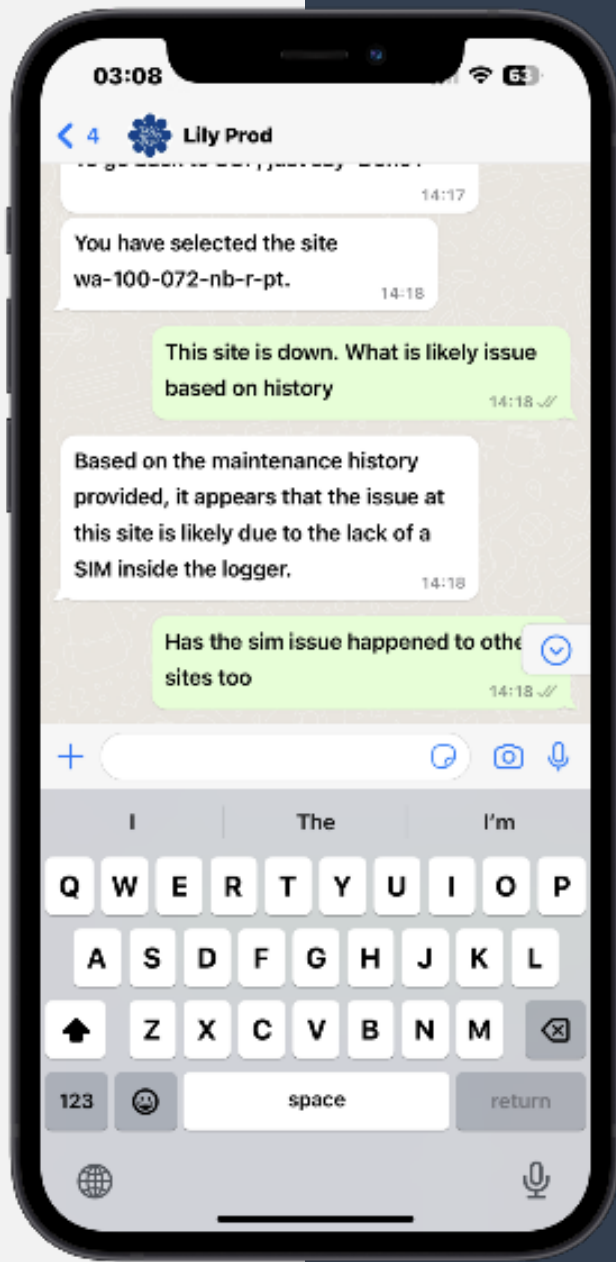 03:08
63
4
Lily Prod
14:17
You have selected the site
wa-100-072-nb-r-pt.
14:18
This site is down. What is likely issue
based on history
14:18
Based on the maintenance history
provided, it appears that the issue at
this site is likely due to the lack of a
SIM inside the logger.
14:18
Has the sim issue happened to othe
sites too
14:18
I The I'm
Q W E R T Y U I O P
A S D F G H J K L
Z X C V B N M
123 space return